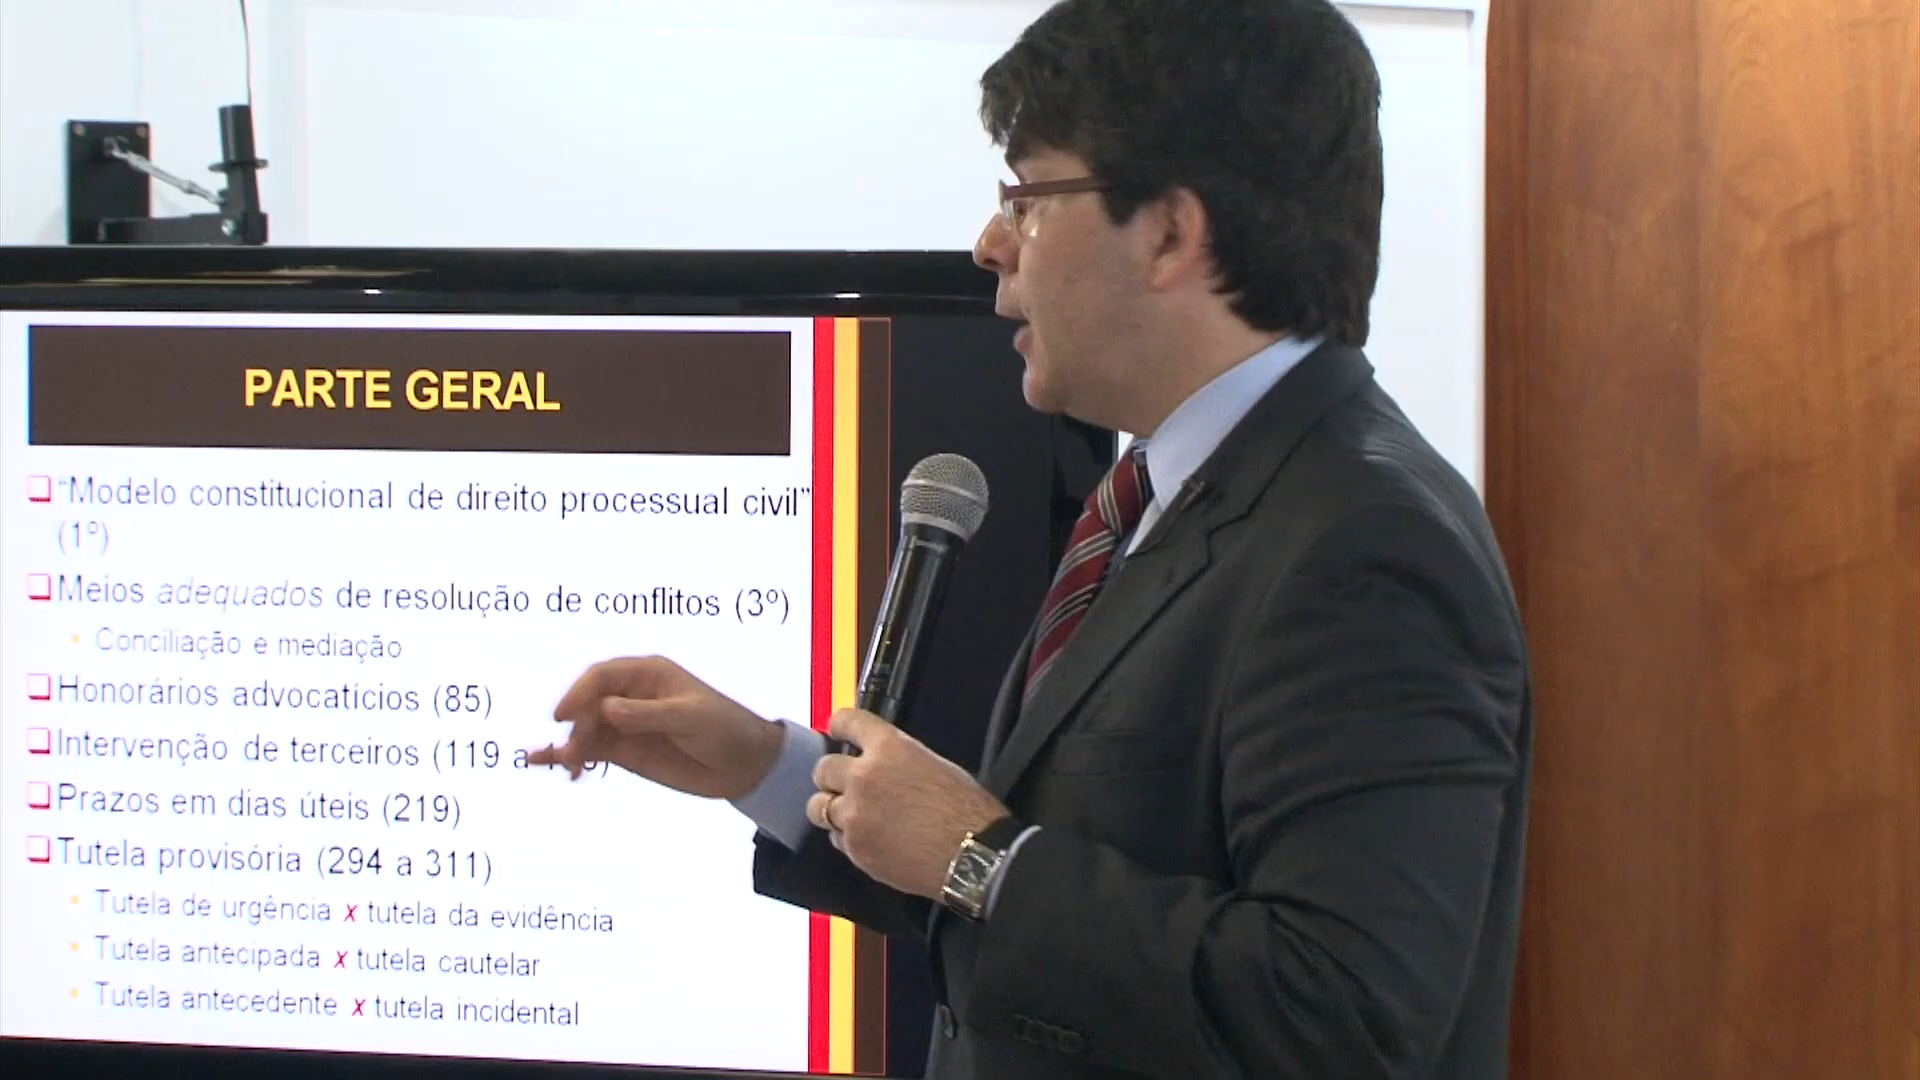 PARTE GERAL
“Modelo constitucional de direito processual civil”
(1º)
Meios adequados de resolução de conflitos (3º)
Conciliação e mediação
Honorários advocatícios (85)
Intervenção de terceiros (119 a
Prazos em dias úteis (219)
Tutela provisória (294 a 311)
Tutela de urgência x tutela da evidência
Tutela antecipada x tutela cautelar
Tutela antecedente x tutela incidental